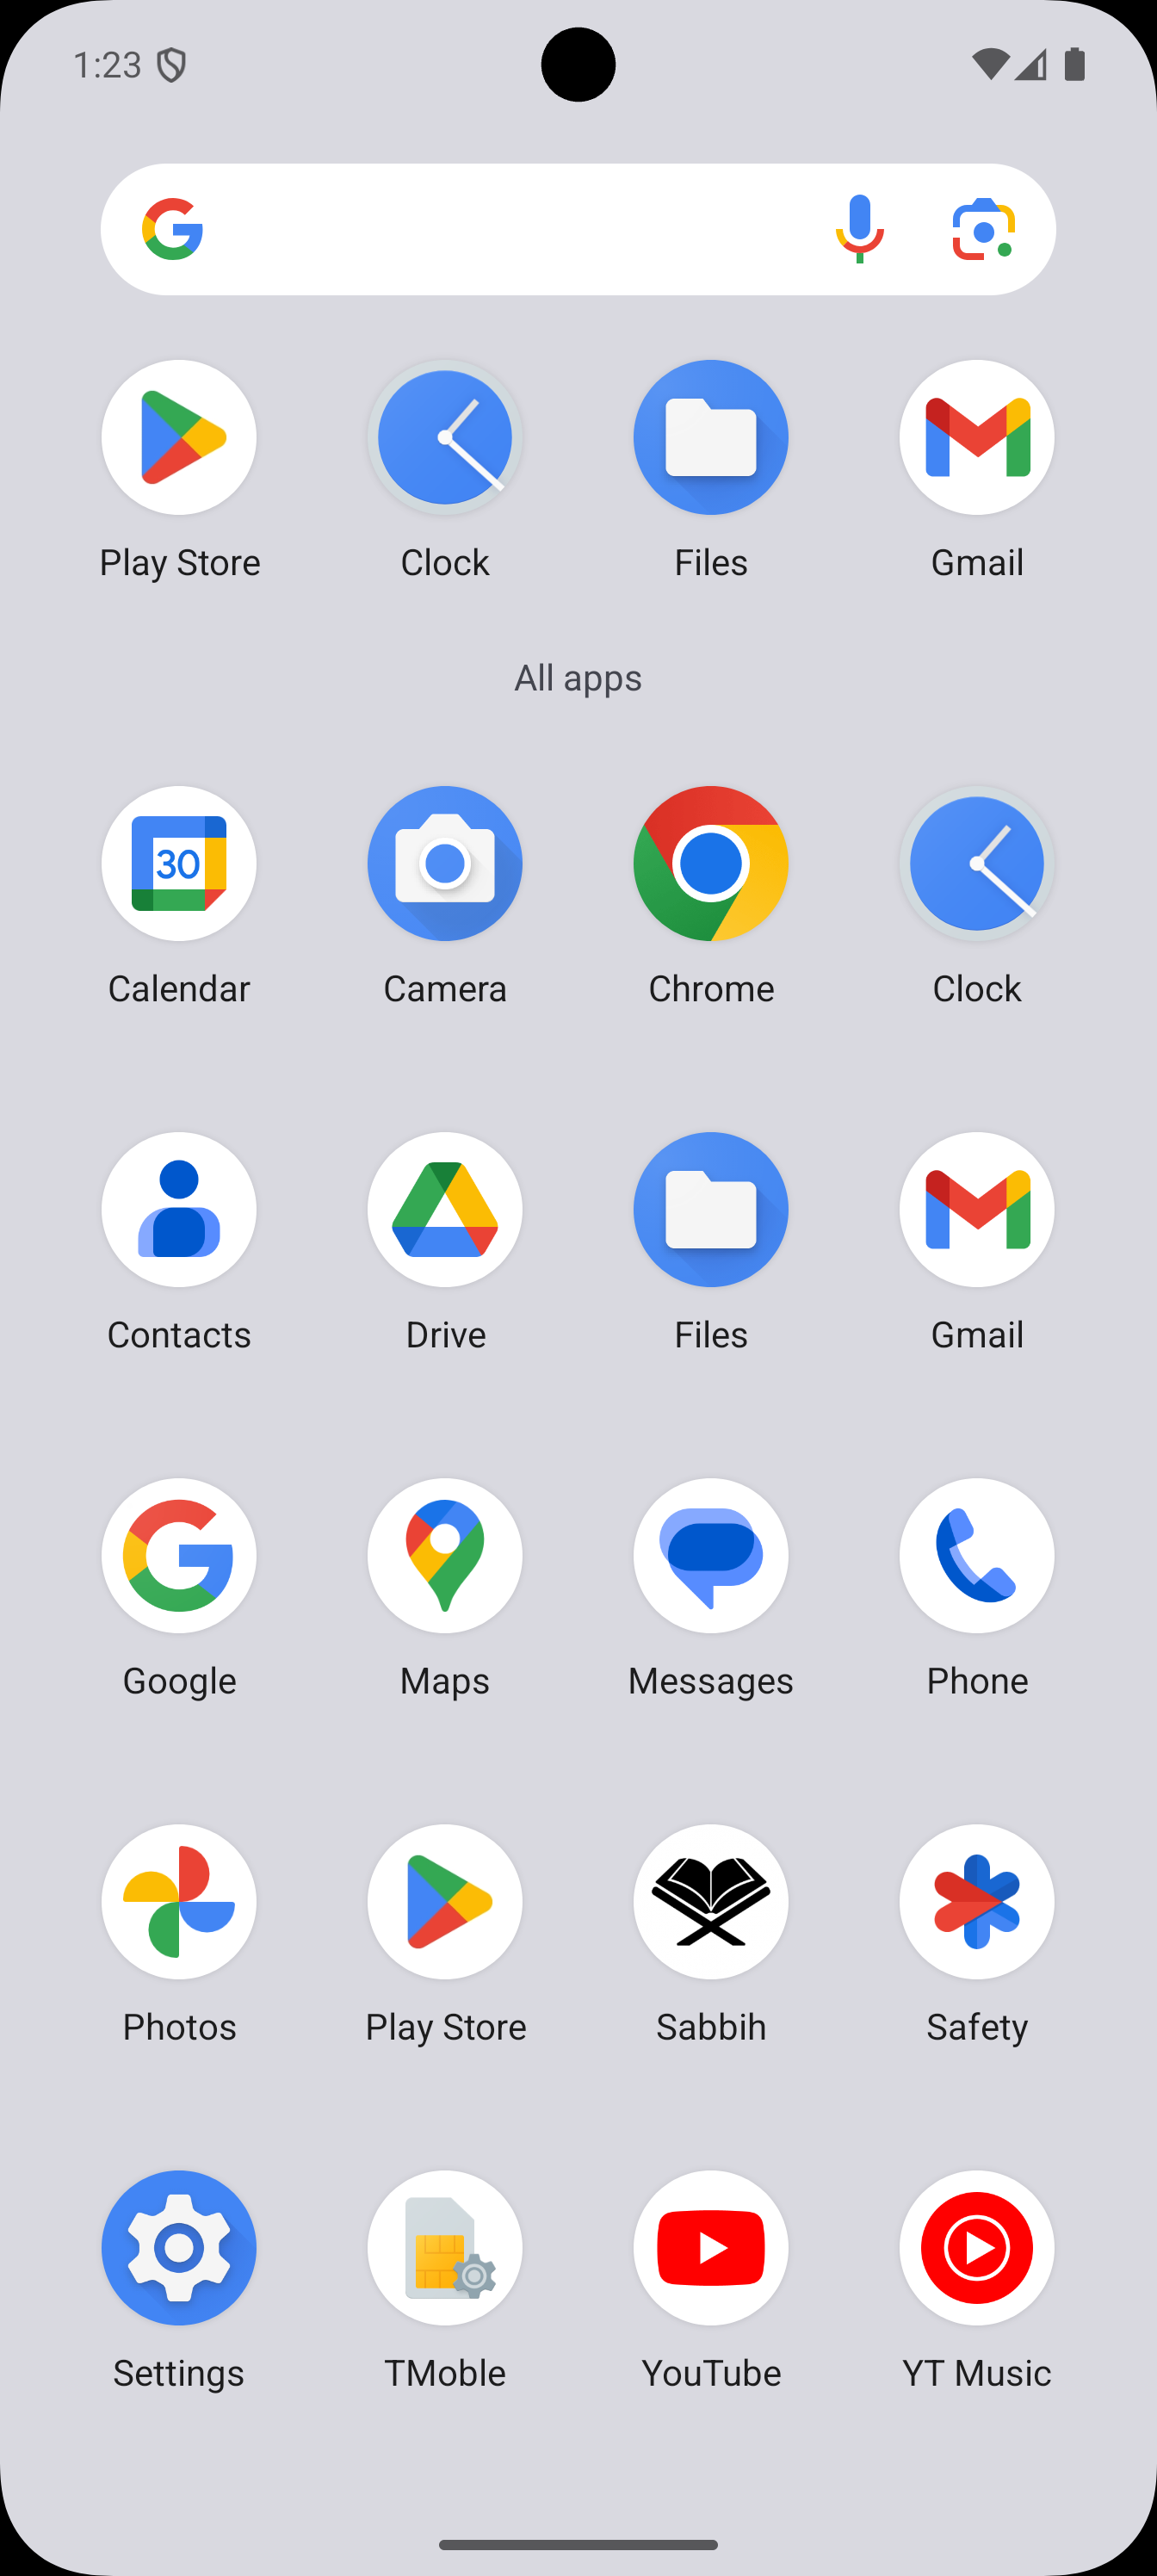 1:23
Play Store Clock Files Gmail
All apps
30
Calendar Camera Chrome Clock
Contacts Drive Files Gmail
Google Maps Messages Phone
Photos Play Store Sabbih Safety
Settings TMoble YouTube YT Music